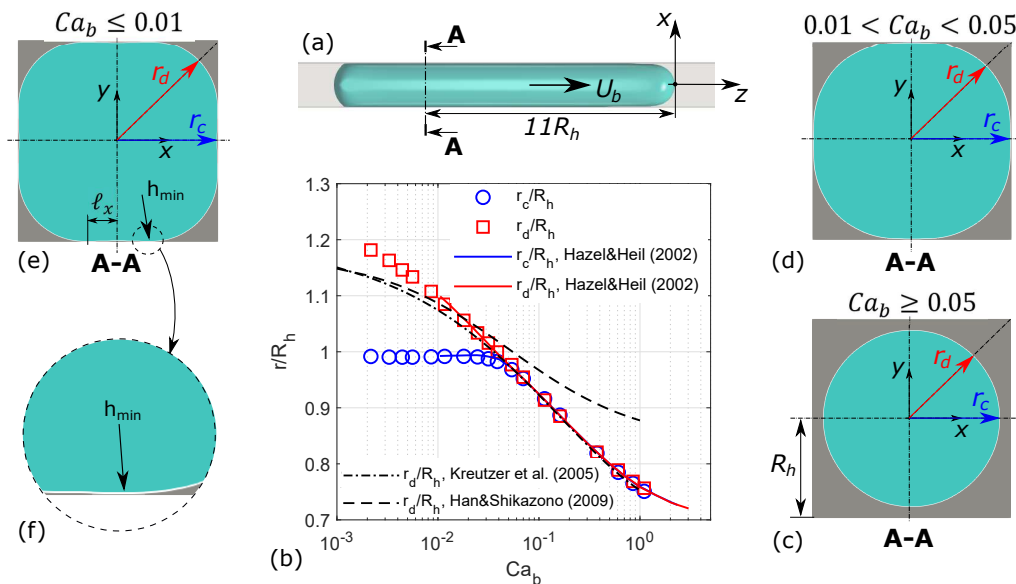 Ca_b ≤ 0.01
r_d
y
r_c
x
ℓ_x
h_min
(e)
A-A
h_min
(f)
(a)
A
A
x
z
U_b
11R_h
r/R_h
1.3
1.2
1.1
1
0.9
0.8
0.7
10^-3
10^-2
10^-1
10^0
Ca_b
(b)
r_c/R_h
r_d/R_h
r_c/R_h, Hazel&Heil (2002)
r_d/R_h, Hazel&Heil (2002)
r_d/R_h, Kreutzer et al. (2005)
r_d/R_h, Han&Shikazono (2009)
0.01 < Ca_b < 0.05
r_d
y
r_c
x
(d)
A-A
Ca_b ≥ 0.05
r_d
y
r_c
x
R_h
(c)
A-A